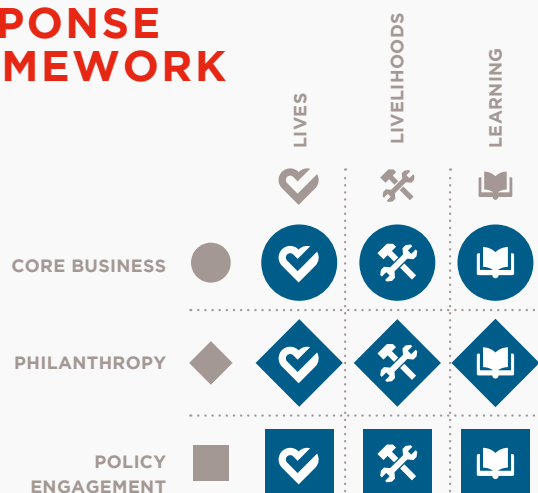 PONSE
MEWORK
LIVES
LIVELIHOODS
LEARNING
CORE BUSINESS
PHILANTHROPY
POLICY
ENGAGEMENT